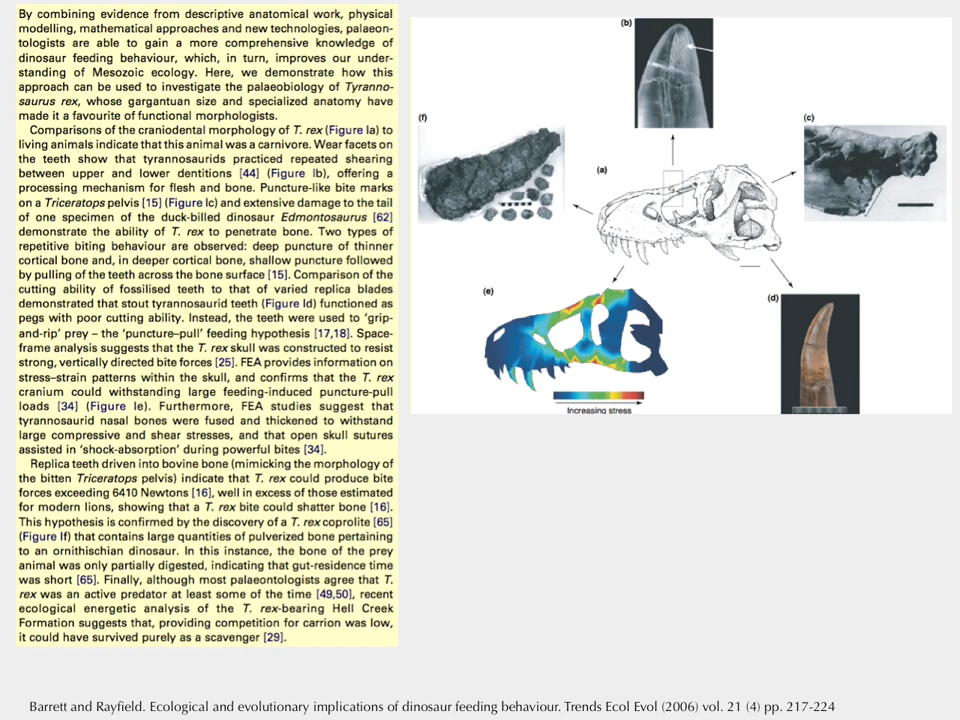 By combining evidence from descriptive anatomical work, physical
modelling, mathematical approaches and new technologies, palaeon-
tologists are able to gain a more comprehensive knowledge of
dinosaur feeding behaviour, which, in turn, improves our under-
standing of Mesozoic ecology. Here, we demonstrate how this
approach can be used to investigate the palaeobiology of Tyranno-
saurus rex, whose gargantuan size and specialized anatomy have
made it a favourite of functional morphologists.
Comparisons of the craniodental morphology of T. rex (Figure Ia) to
living animals indicate that this animal was a carnivore. Wear facets on
the teeth show that tyrannosaurids practiced repeated shearing
between upper and lower dentitions [44] (Figure Ib), offering a
processing mechanism for flesh and bone. Puncture-like bite marks
on a Triceratops pelvis [15] (Figure Ic) and extensive damage to the tail
of one specimen of the duck-billed dinosaur Edmontosaurus [62]
demonstrate the ability of T. rex to penetrate bone. Two types of
repetitive biting behaviour are observed: deep puncture of thinner
cortical bone and, in deeper cortical bone, shallow puncture followed
by pulling of the teeth across the bone surface [15]. Comparison of the
cutting ability of fossilised teeth to that of varied replica blades
demonstrated that stout tyrannosaurid teeth (Figure Id) functioned as
pegs with poor cutting ability. Instead, the teeth were used to 'grip-
and-rip' prey – the 'puncture–pull' feeding hypothesis [17,18]. Space-
frame analysis suggests that the T. rex skull was constructed to resist
strong, vertically directed bite forces [25]. FEA provides information on
stress–strain patterns within the skull, and confirms that the T. rex
cranium could withstanding large feeding-induced puncture-pull
loads [34] (Figure Ie). Furthermore, FEA studies suggest that
tyrannosaurid nasal bones were fused and thickened to withstand
large compressive and shear stresses, and that open skull sutures
assisted in 'shock-absorption' during powerful bites [34].
Replica teeth driven into bovine bone (mimicking the morphology of
the bitten Triceratops pelvis) indicate that T. rex could produce bite
forces exceeding 6410 Newtons [16], well in excess of those estimated
for modern lions, showing that a T. rex bite could shatter bone [16].
This hypothesis is confirmed by the discovery of a T. rex coprolite [65]
(Figure If) that contains large quantities of pulverized bone pertaining
to an ornithischian dinosaur. In this instance, the bone of the prey
animal was only partially digested, indicating that gut-residence time
was short [65]. Finally, although most palaeontologists agree that T.
rex was an active predator at least some of the time [49,50], recent
ecological energetic analysis of the T. rex-bearing Hell Creek
Formation suggests that, providing competition for carrion was low,
it could have survived purely as a scavenger [29].
(b)
(f)
(c)
(a)
(e)
(d)
Increasing stress
Barrett and Rayfield. Ecological and evolutionary implications of dinosaur feeding behaviour. Trends Ecol Evol (2006) vol. 21 (4) pp. 217-224